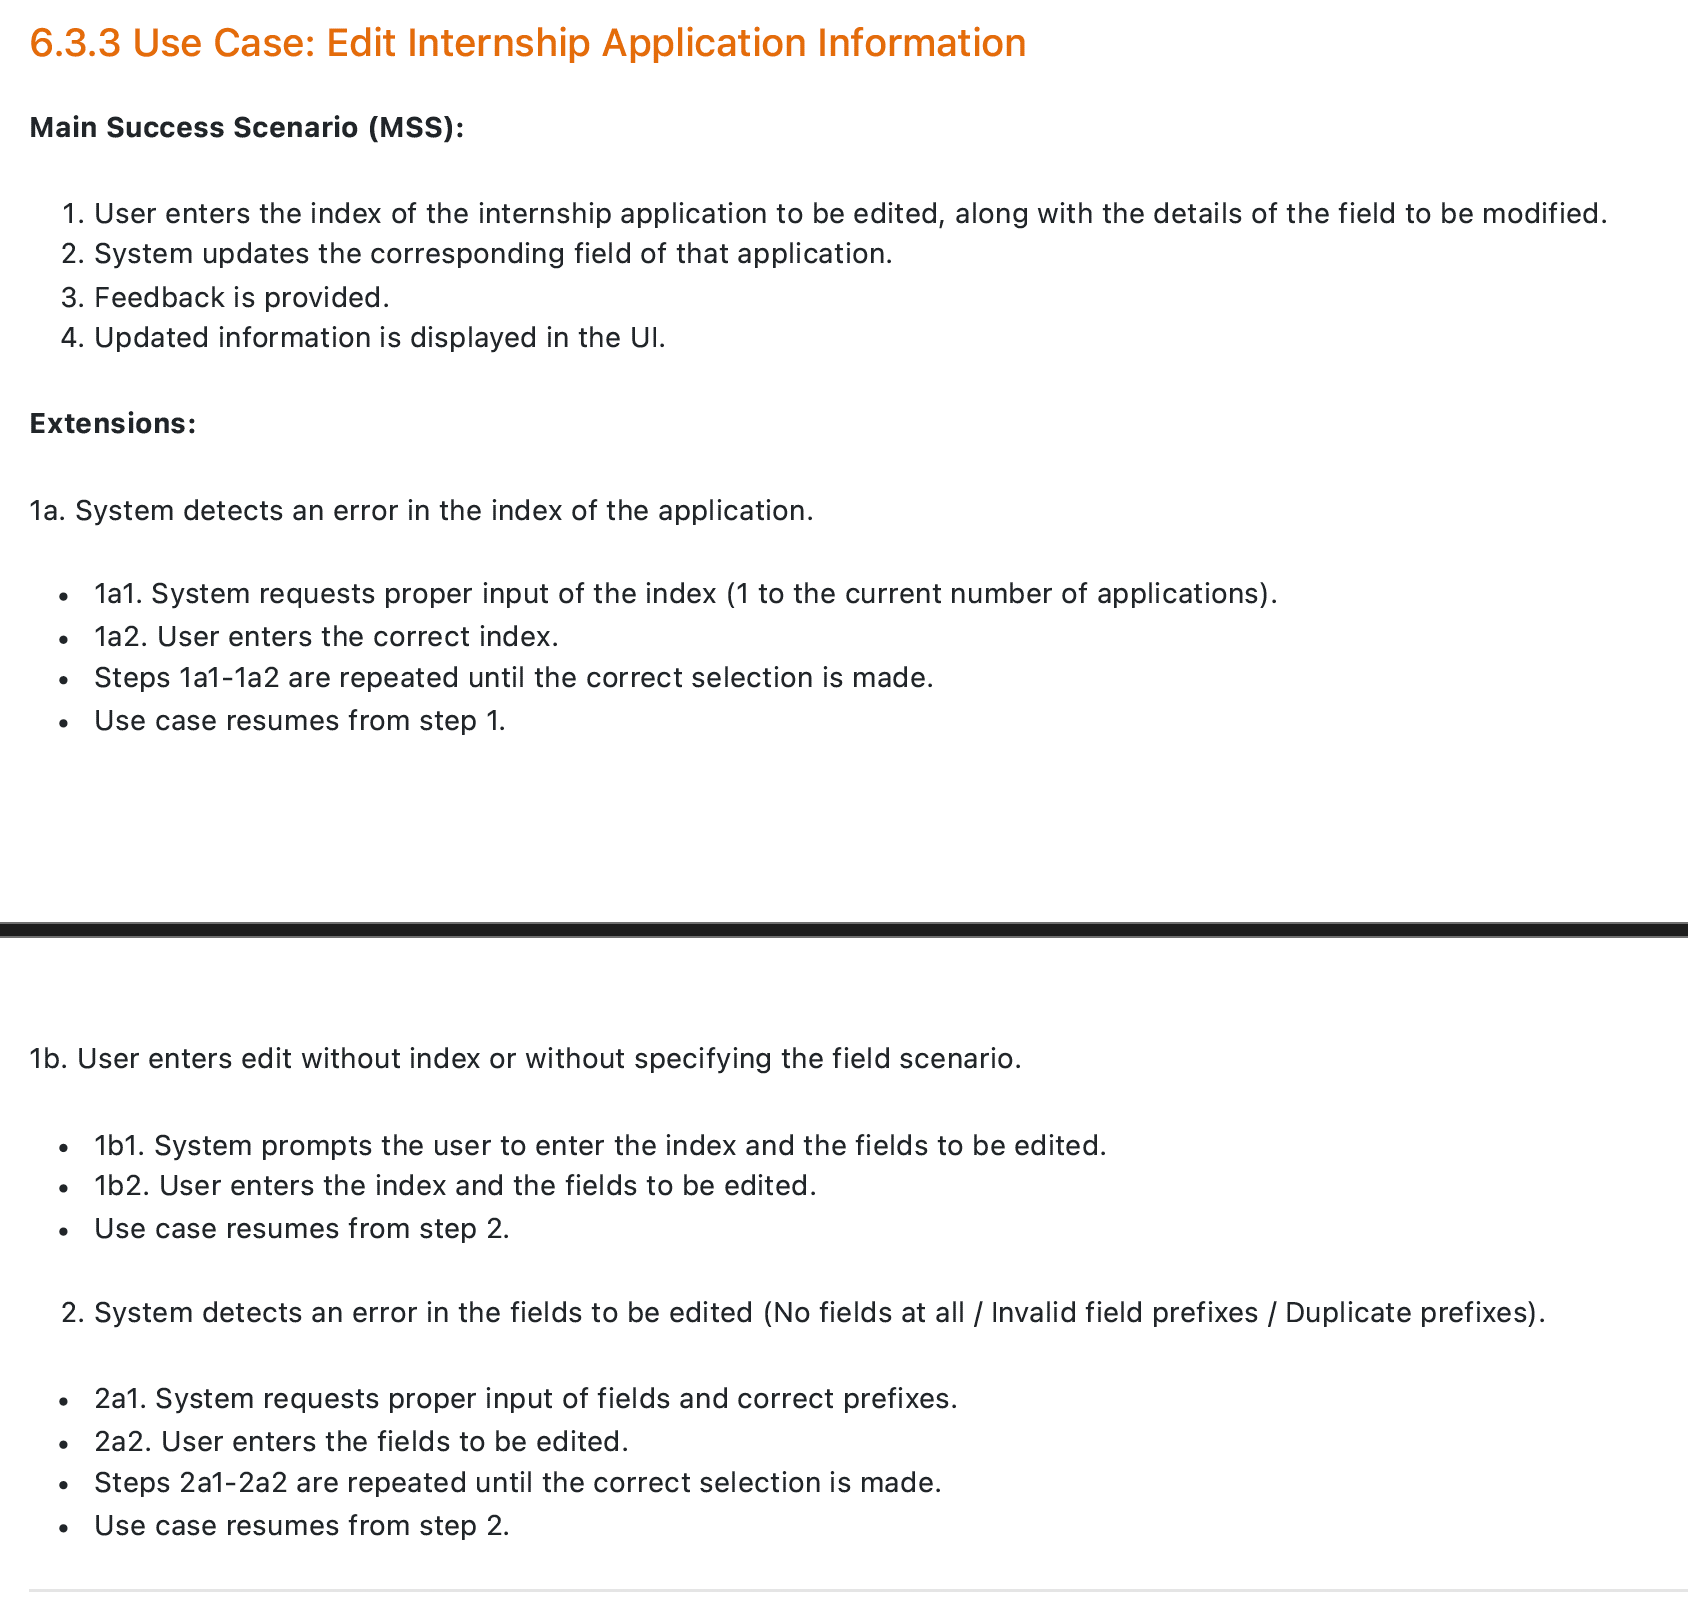 6.3.3 Use Case: Edit Internship Application Information
Main Success Scenario (MSS):
1. User enters the index of the internship application to be edited, along with the details of the field to be modified.
2. System updates the corresponding field of that application.
3. Feedback is provided.
4. Updated information is displayed in the UI.
Extensions:
1a. System detects an error in the index of the application.
• 1a1. System requests proper input of the index (1 to the current number of applications).
• 1a2. User enters the correct index.
• Steps 1a1-1a2 are repeated until the correct selection is made.
• Use case resumes from step 1.
1b. User enters edit without index or without specifying the field scenario.
• 1b1. System prompts the user to enter the index and the fields to be edited.
• 1b2. User enters the index and the fields to be edited.
• Use case resumes from step 2.
2. System detects an error in the fields to be edited (No fields at all / Invalid field prefixes / Duplicate prefixes).
• 2a1. System requests proper input of fields and correct prefixes.
• 2a2. User enters the fields to be edited.
• Steps 2a1-2a2 are repeated until the correct selection is made.
• Use case resumes from step 2.